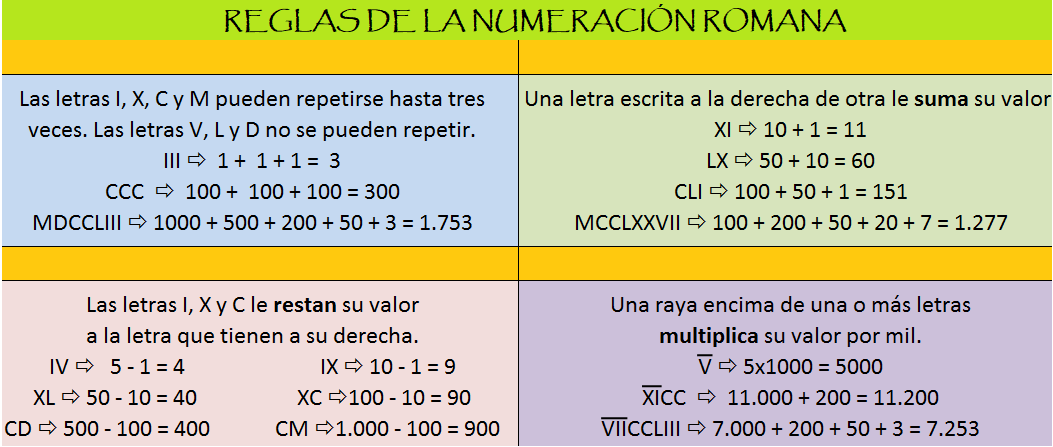 REGLAS DE LA NUMERACIÓN ROMANA
Las letras I, X, C y M pueden repetirse hasta tres
veces. Las letras V, L y D no se pueden repetir.
III ⇨ 1 + 1 + 1 = 3
CCC ⇨ 100 + 100 + 100 = 300
MDCCLIII ⇨ 1000 + 500 + 200 + 50 + 3 = 1.753
Una letra escrita a la derecha de otra le suma su valor
XI ⇨ 10 + 1 = 11
LX ⇨ 50 + 10 = 60
CLI ⇨ 100 + 50 + 1 = 151
MCCLXXVII ⇨ 100 + 200 + 50 + 20 + 7 = 1.277
Las letras I, X y C le restan su valor
a la letra que tienen a su derecha.
IV ⇨ 5 - 1 = 4 IX ⇨ 10 - 1 = 9
XL ⇨ 50 - 10 = 40 XC ⇨100 - 10 = 90
CD ⇨ 500 - 100 = 400 CM ⇨1.000 - 100 = 900
Una raya encima de una o más letras
multiplica su valor por mil.
V̅ ⇨ 5x1000 = 5000
X̅I̅CC ⇨ 11.000 + 200 = 11.200
V̅I̅I̅CCLIII ⇨ 7.000 + 200 + 50 + 3 = 7.253